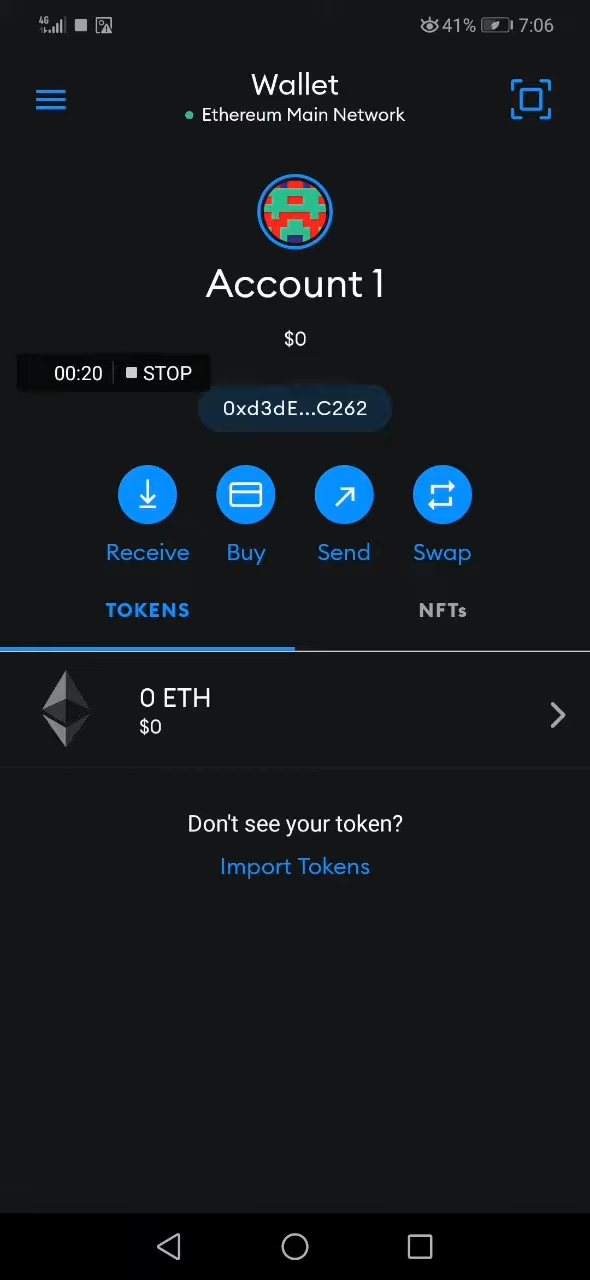 4G 41% 7:06
Wallet
Ethereum Main Network
Account 1
$0
00:20 STOP
0xd3dE...C262
Receive Buy Send Swap
TOKENS NFTs
0 ETH
$0
Don't see your token?
Import Tokens